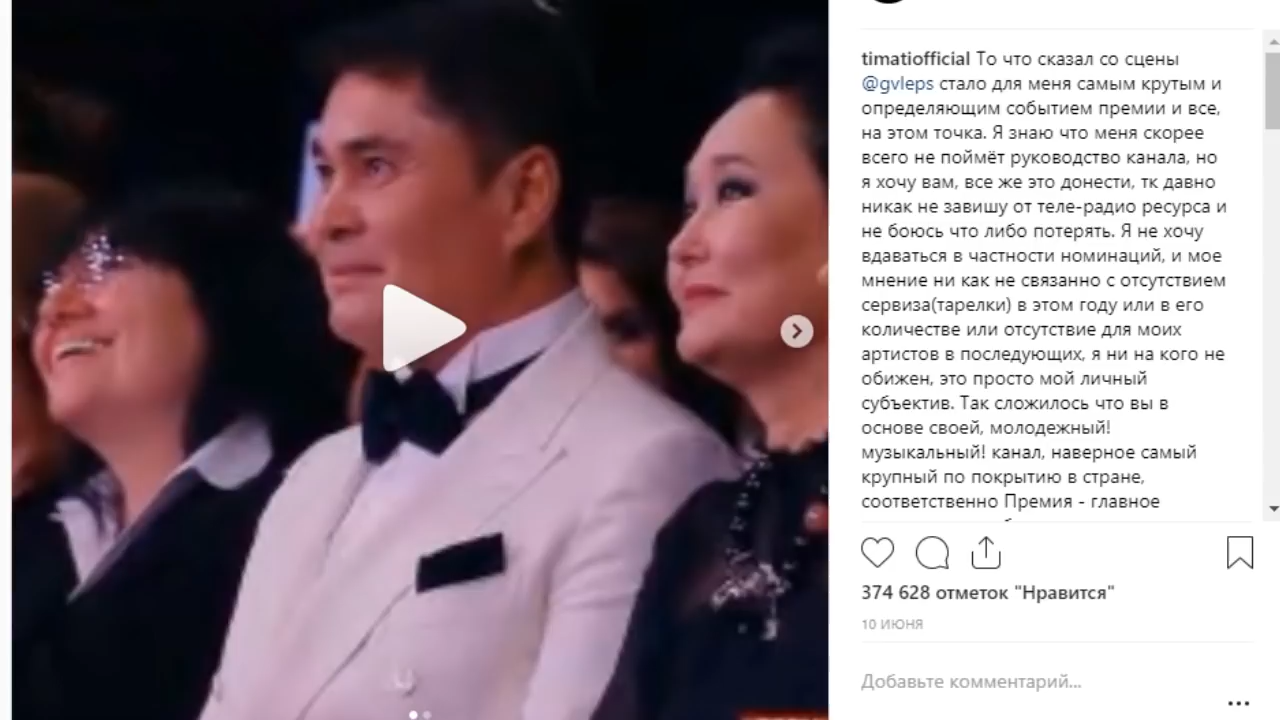 timatiofficial То что сказал со сцены
@gvleps стало для меня самым крутым и
определяющим событием премии и все,
на этом точка. Я знаю что меня скорее
всего не поймёт руководство канала, но
я хочу вам, все же это донести, тк давно
никак не завишу от теле-радио ресурса и
не боюсь что либо потерять. Я не хочу
вдаваться в частности номинаций, и мое
мнение ни как не связанно с отсутствием
сервиза(тарелки) в этом году или в его
количестве или отсутствие для моих
артистов в последующих, я ни на кого не
обижен, это просто мой личный
субъектив. Так сложилось что вы в
основе своей, молодежный!
музыкальный! канал, наверное самый
крупный по покрытию в стране,
соответственно Премия - главное
374 628 отметок "Нравится"
10 ИЮНЯ
Добавьте комментарий...